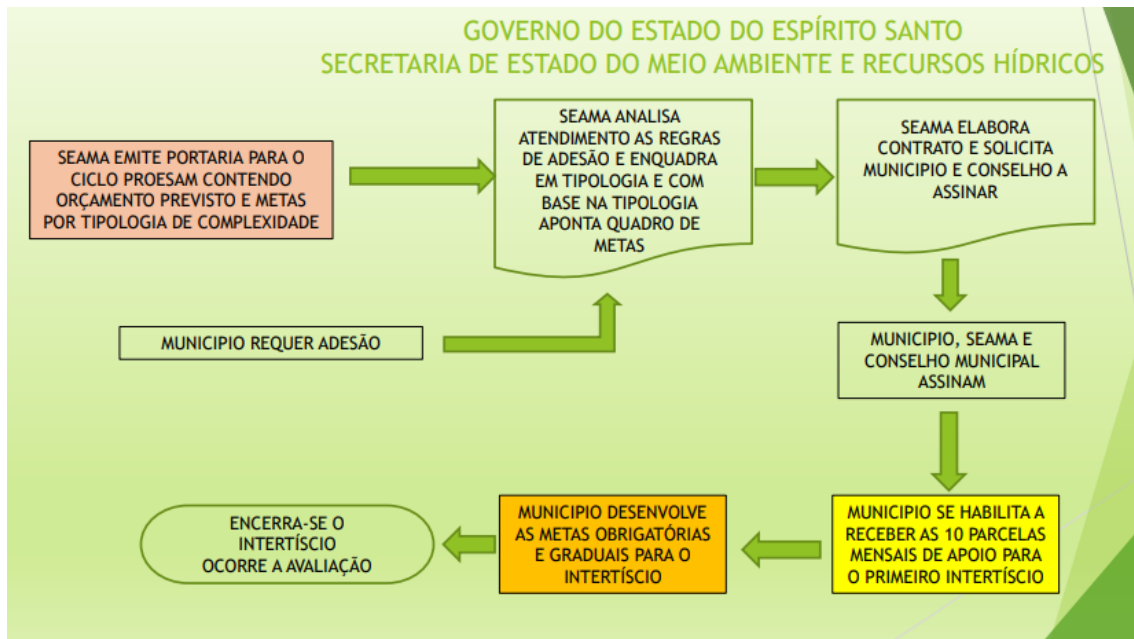 GOVERNO DO ESTADO DO ESPÍRITO SANTO
SECRETARIA DE ESTADO DO MEIO AMBIENTE E RECURSOS HÍDRICOS
SEAMA EMITE PORTARIA PARA O
CICLO PROESAM CONTENDO
ORÇAMENTO PREVISTO E METAS
POR TIPOLOGIA DE COMPLEXIDADE
SEAMA ANALISA
ATENDIMENTO AS REGRAS
DE ADESÃO E ENQUADRA
EM TIPOLOGIA E COM
BASE NA TIPOLOGIA
APONTA QUADRO DE
METAS
SEAMA ELABORA
CONTRATO E SOLICITA
MUNICIPIO E CONSELHO A
ASSINAR
MUNICIPIO REQUER ADESÃO
MUNICIPIO, SEAMA E
CONSELHO MUNICIPAL
ASSINAM
MUNICIPIO SE HABILITA A
RECEBER AS 10 PARCELAS
MENSAIS DE APOIO PARA
O PRIMEIRO INTERTÍSCIO
MUNICIPIO DESENVOLVE
AS METAS OBRIGATÓRIAS
E GRADUAIS PARA O
INTERTÍSCIO
ENCERRA-SE O
INTERTÍSCIO
OCORRE A AVALIAÇÃO